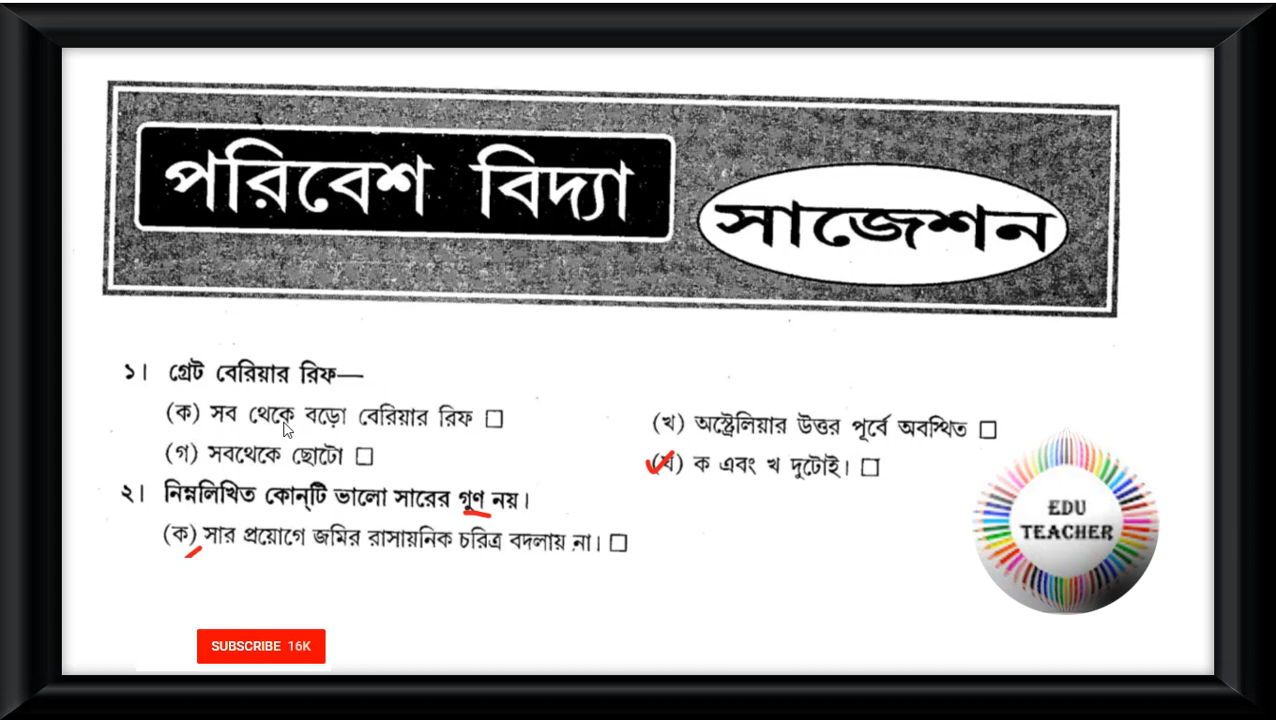 পরিবেশ বিদ্যা
সাজেশন
১। গ্রেট বেরিয়ার রিফ—
(ক) সব থেকে বড়ো বেরিয়ার রিফ
(খ) অস্ট্রেলিয়ার উত্তর পূর্বে অবস্থিত
(গ) সবথেকে ছোটো
(ঘ) ক এবং খ দুটোই।
২। নিম্নলিখিত কোন্‌টি ভালো সারের গুণ নয়।
(ক) সার প্রয়োগে জমির রাসায়নিক চরিত্র বদলায় না।
EDU
TEACHER
SUBSCRIBE 16K